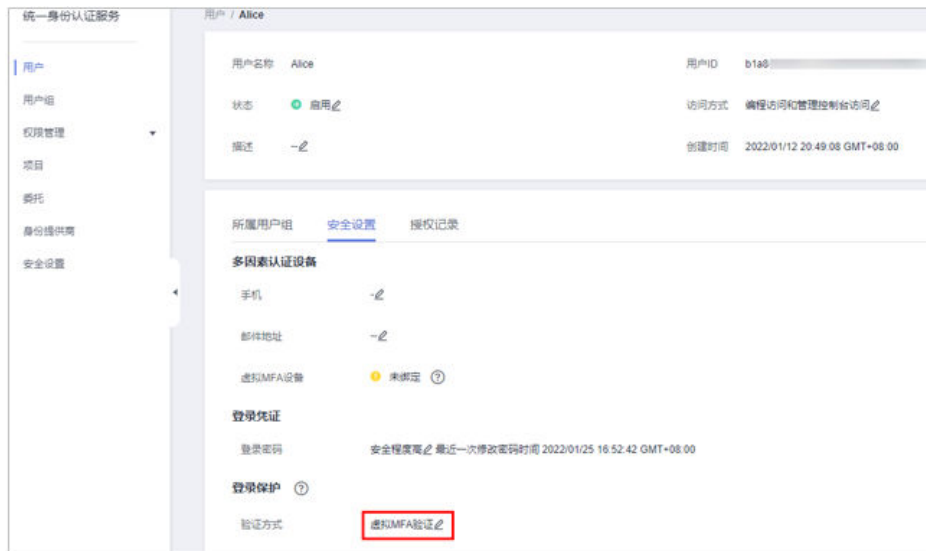 统一身份认证服务
用户 / Alice
用户
用户组
权限管理
项目
委托
身份提供商
安全设置
用户名称 Alice
用户ID b1a8
状态 启用
访问方式 编程访问和管理控制台访问
描述 --
创建时间 2022/01/12 20:49:08 GMT+08:00
所属用户组 安全设置 授权记录
多因素认证设备
手机 -
邮件地址 --
虚拟MFA设备 未绑定
登录凭证
登录密码 安全程度高 最近一次修改密码时间 2022/01/25 16:52:42 GMT+08:00
登录保护
验证方式 虚拟MFA验证